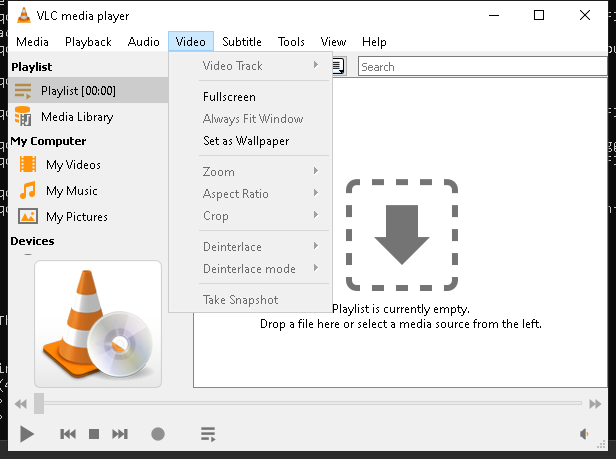 VLC media player
Media Playback Audio Video Subtitle Tools View Help
Playlist
Playlist [00:00]
Media Library
My Computer
My Videos
My Music
My Pictures
Devices
Video Track
Fullscreen
Always Fit Window
Set as Wallpaper
Zoom
Aspect Ratio
Crop
Deinterlace
Deinterlace mode
Take Snapshot
Search
Playlist is currently empty.
Drop a file here or select a media source from the left.